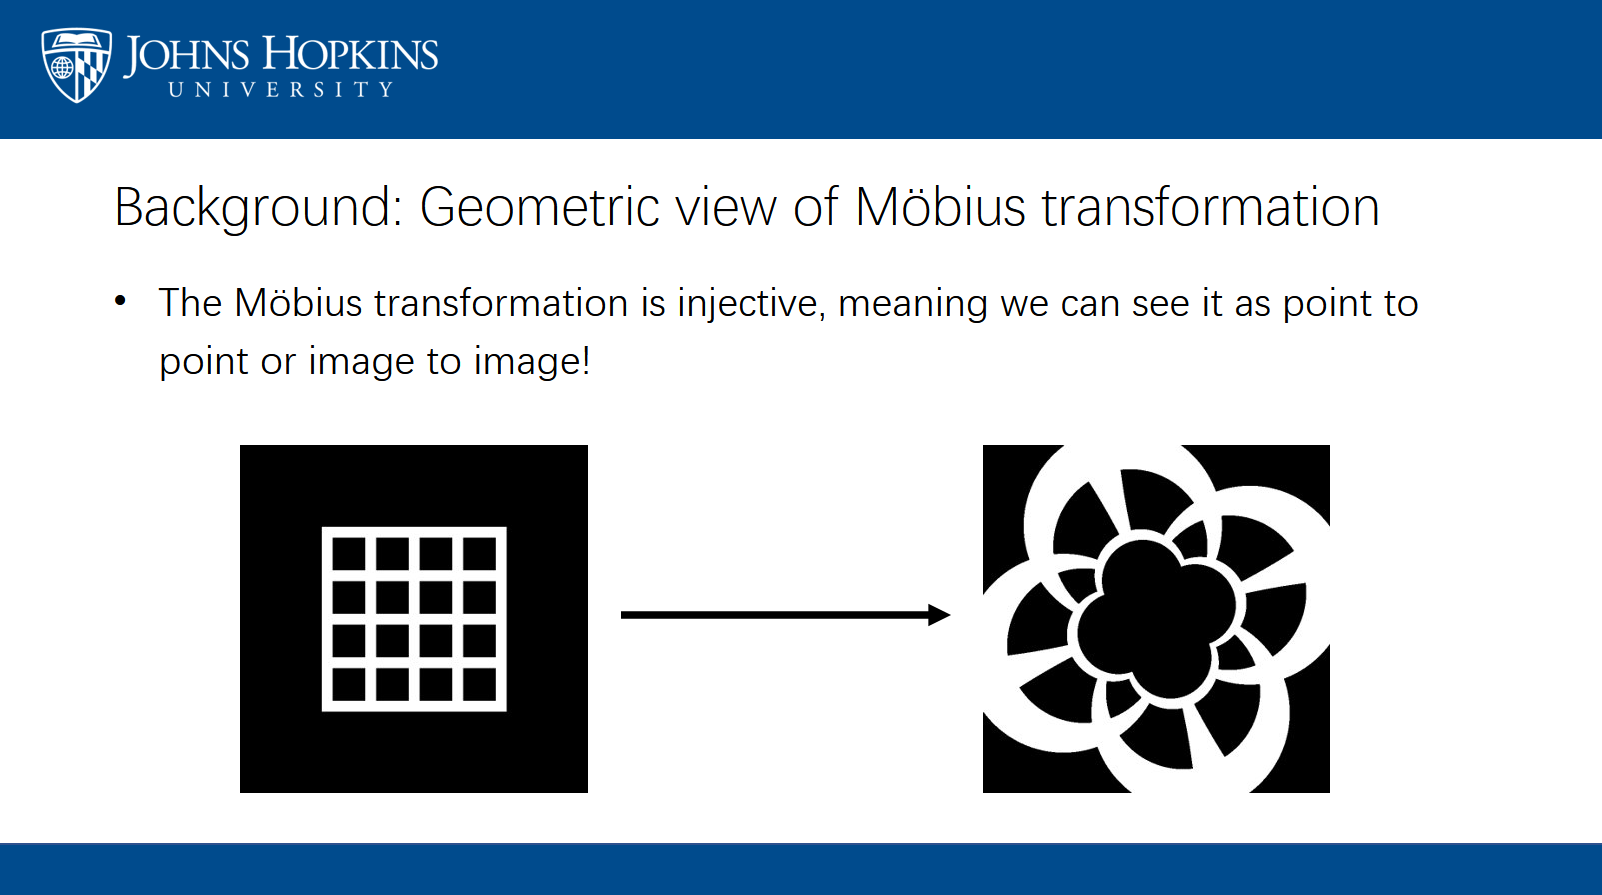 JOHNS HOPKINS
UNIVERSITY
Background: Geometric view of Möbius transformation
• The Möbius transformation is injective, meaning we can see it as point to
point or image to image!